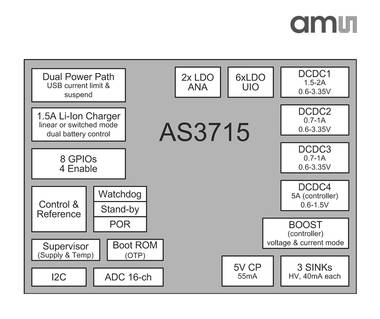 amu
Dual Power Path
USB current limit &
suspend
2x LDO
ANA
6xLDO
UIO
DCDC1
1.5-2A
0.6-3.35V
1.5A Li-Ion Charger
linear or switched mode
dual battery control
AS3715
DCDC2
0.7-1A
0.6-3.35V
8 GPIOs
4 Enable
DCDC3
0.7-1A
0.6-3.35V
Control &
Reference
Watchdog
Stand-by
POR
DCDC4
5A (controller)
0.6-1.5V
BOOST
(controller)
voltage & current mode
Supervisor
(Supply & Temp)
Boot ROM
(OTP)
I2C
ADC 16-ch
5V CP
55mA
3 SINKs
HV, 40mA each